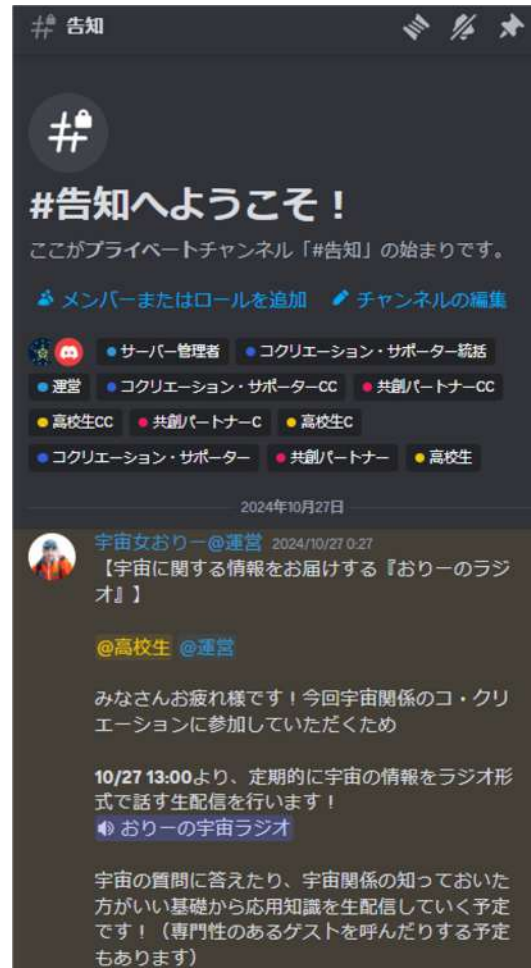 告知
#告知へようこそ！
ここがプライベートチャンネル「#告知」の始まりです。
メンバーまたはロールを追加 チャンネルの編集
サーバー管理者 コクリエーション・サポーター統括
運営 コクリエーション・サポーターCC 共創パートナーCC
高校生CC 共創パートナーC 高校生C
コクリエーション・サポーター 共創パートナー 高校生
2024年10月27日
宇宙女おりー@運営 2024/10/27 0:27
【宇宙に関する情報をお届けする『おりーのラジ
オ』】
@高校生 @運営
みなさんお疲れ様です！今回宇宙関係のコ・クリ
エーションに参加していただくため
10/27 13:00より、定期的に宇宙の情報をラジオ形
式で話す生配信を行います！
おりーの宇宙ラジオ
宇宙の質問に答えたり、宇宙関係の知っておいた
方がいい基礎から応用知識を生配信していく予定
です！（専門性のあるゲストを呼んだりする予定
もあります）